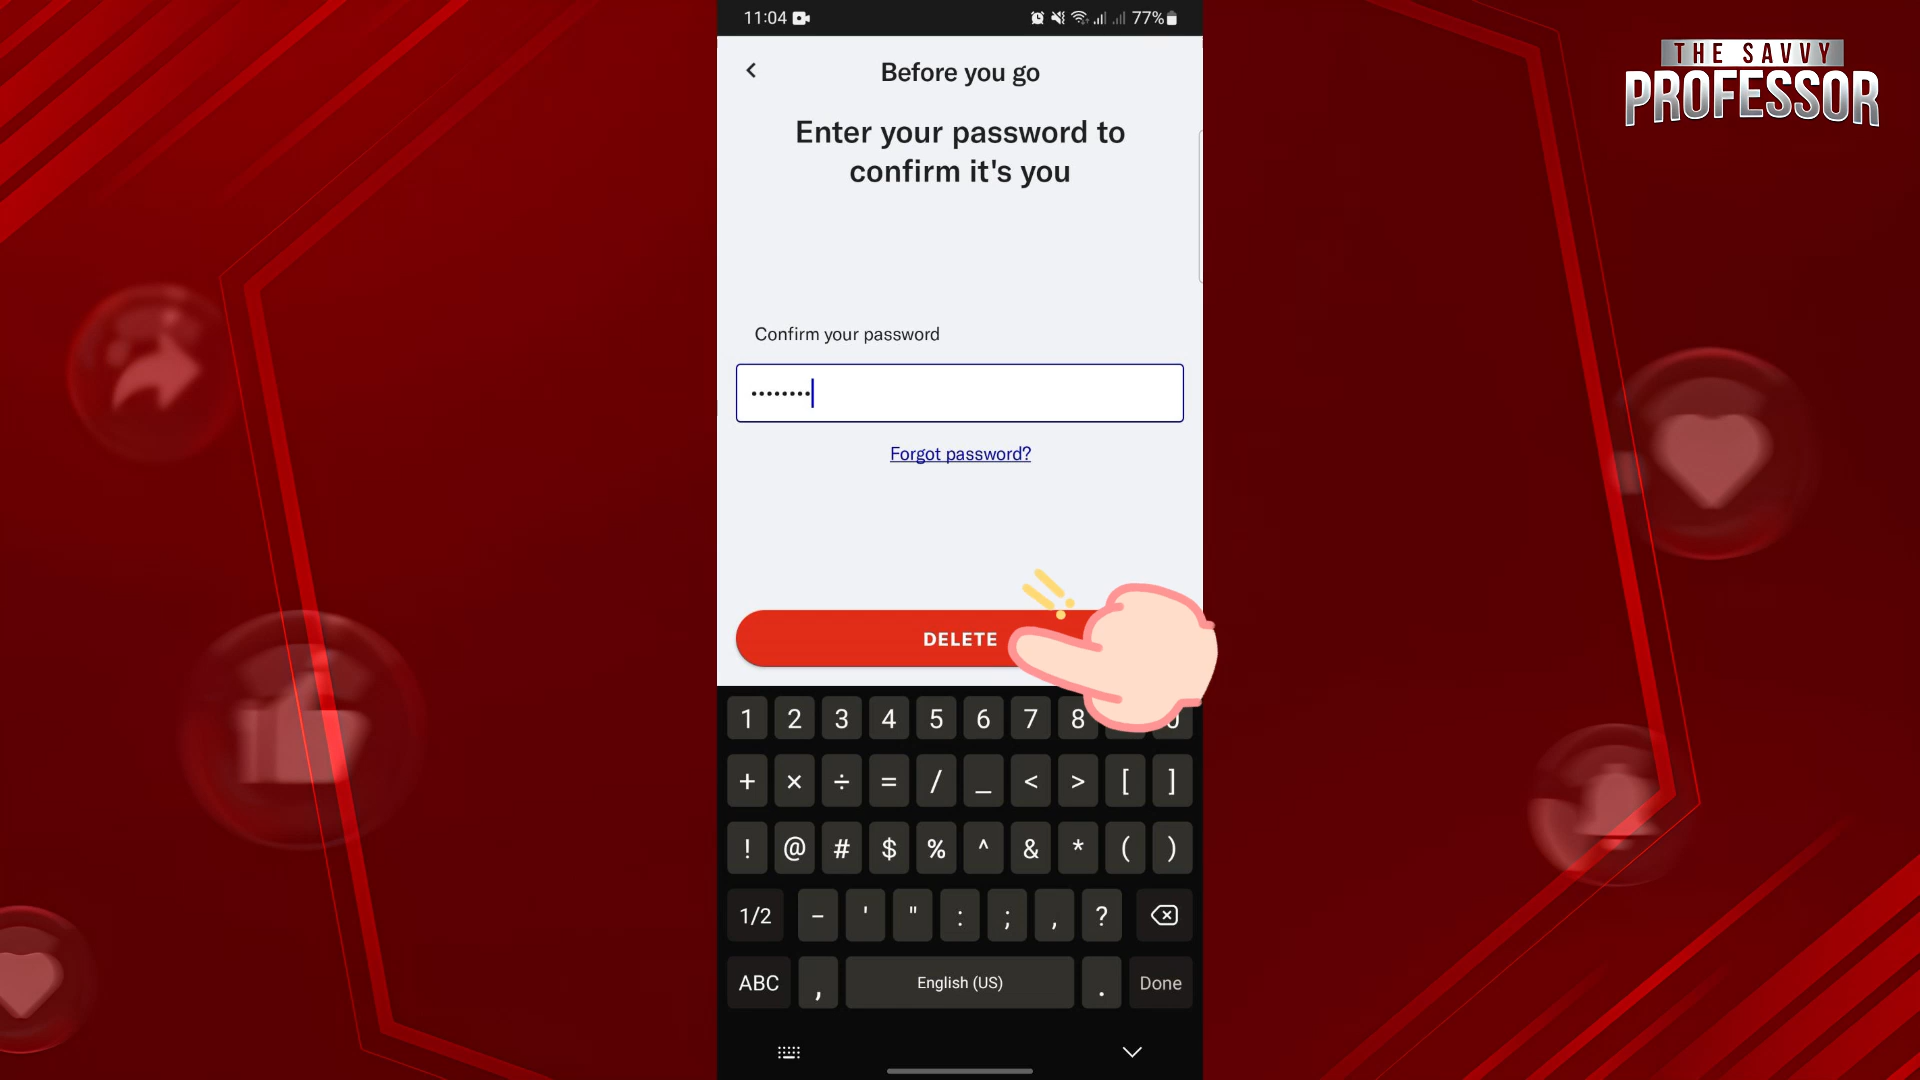 11:04
77%
THE SAVVY
PROFESSOR
Before you go
Enter your password to
confirm it's you
Confirm your password
Forgot password?
DELETE
1 2 3 4 5 6 7 8
+ × ÷ = / _ < > [ ]
! @ # $ % ^ & * ( )
1/2 - ' " : ; , ?
ABC , English (US) . Done